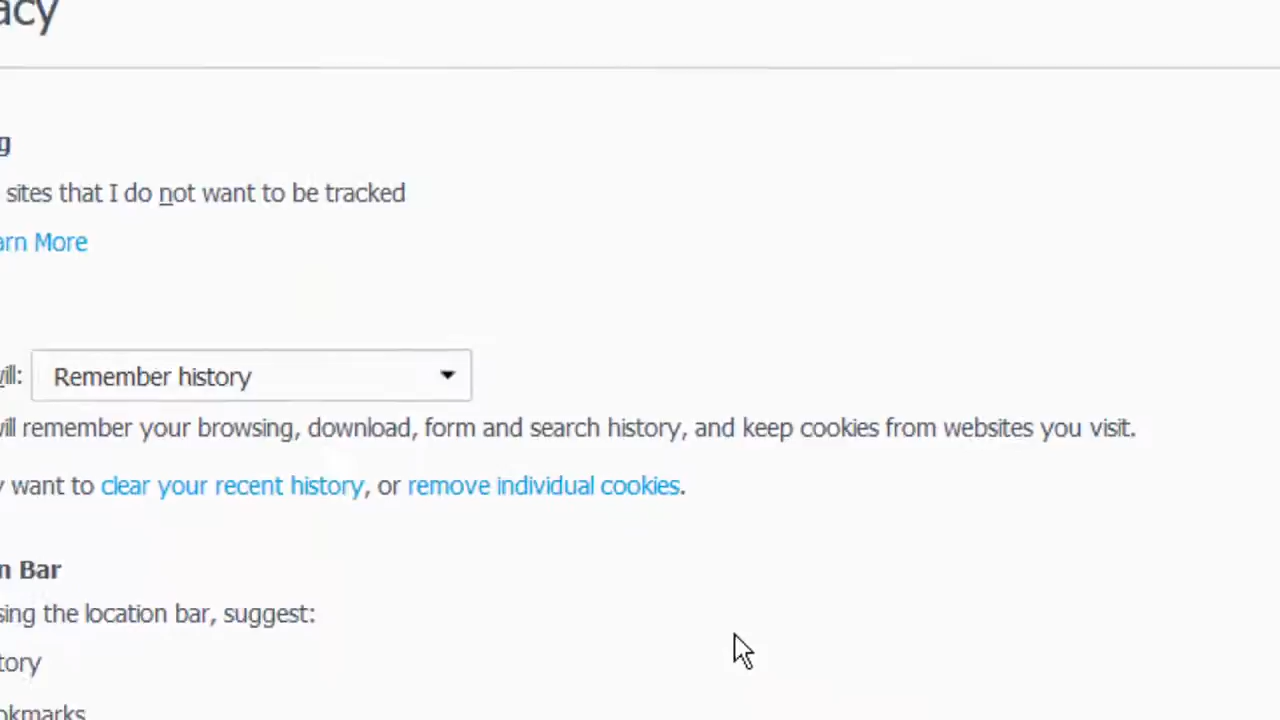 acy
g
sites that I do not want to be tracked
arn More
will: Remember history
will remember your browsing, download, form and search history, and keep cookies from websites you visit.
y want to clear your recent history, or remove individual cookies.
n Bar
sing the location bar, suggest:
tory
okmarks